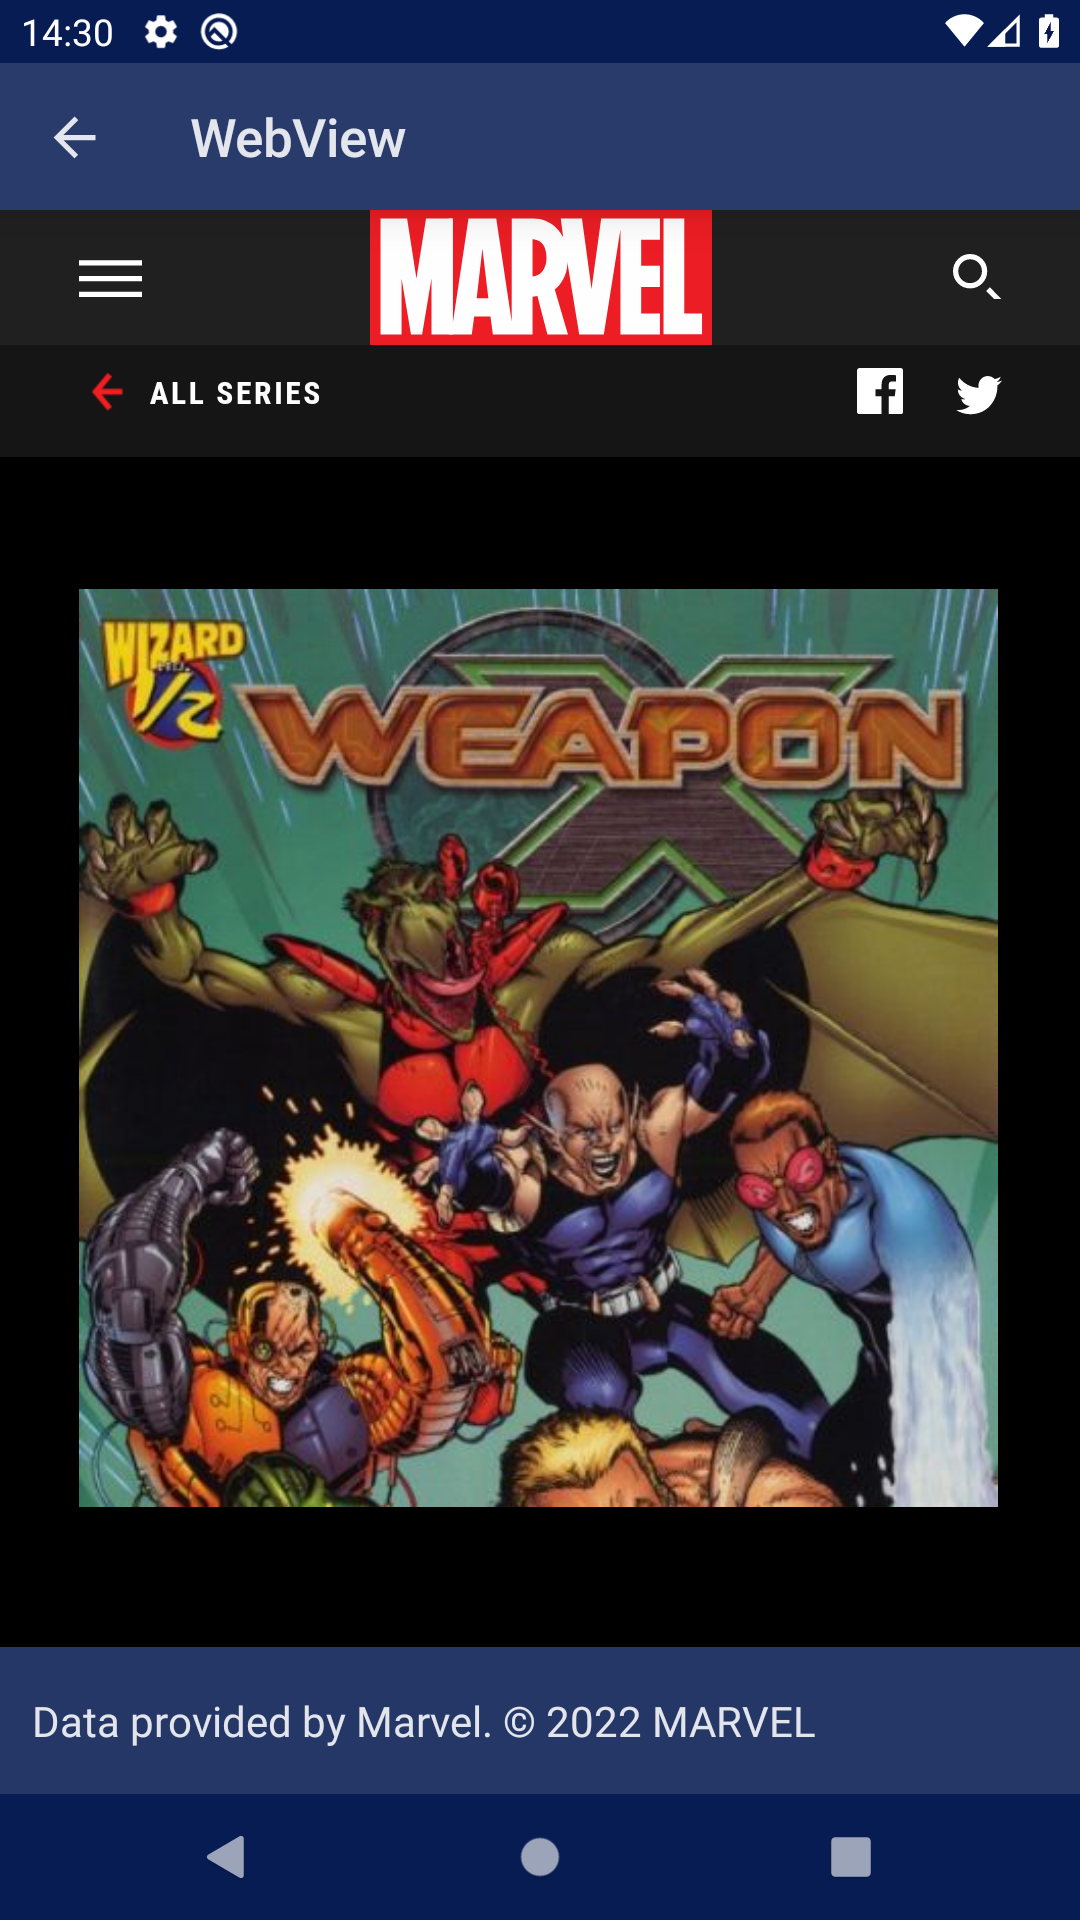 14:30
WebView
MARVEL
ALL SERIES
WIZARD
1/2
WEAPON
X
Data provided by Marvel. © 2022 MARVEL